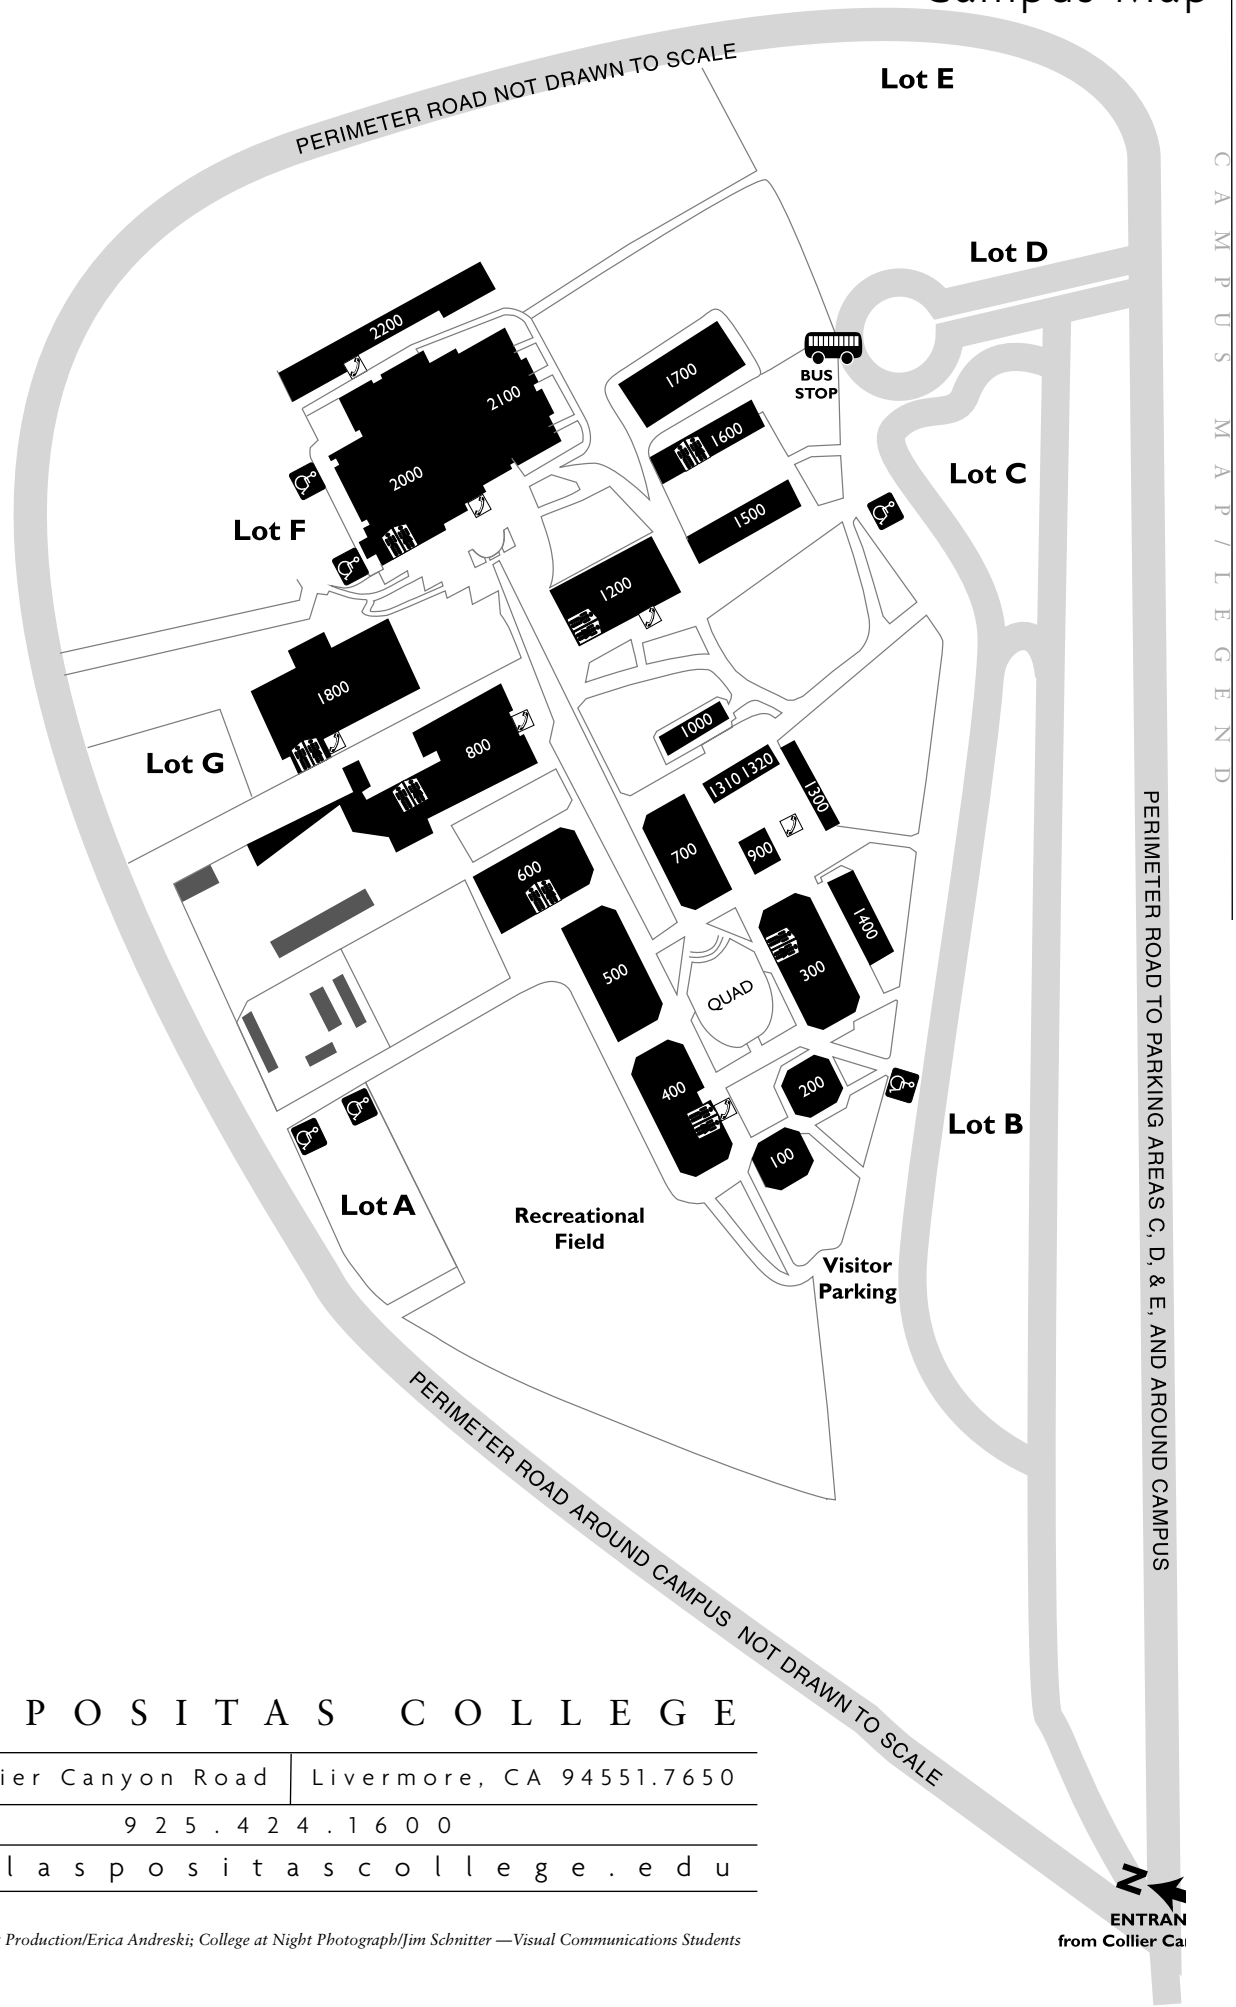 Campus Map
PERIMETER ROAD NOT DRAWN TO SCALE
Lot E
CAMPUS MAP/LEGEND
Lot D
2200
BUS
STOP
1700
2100
1600
2000
Lot C
1500
Lot F
1200
1800
1000
800
Lot G
1310 1320
1300
700
900
600
1400
500
300
QUAD
400
200
Lot B
100
Lot A
Recreational
Field
Visitor
Parking
PERIMETER ROAD TO PARKING AREAS C, D, & E, AND AROUND CAMPUS
PERIMETER ROAD AROUND CAMPUS NOT DRAWN TO SCALE
POSITAS COLLEGE
ier Canyon Road
Livermore, CA 94551.7650
925.424.1600
laspositascollege.edu
N
ENTRAN
from Collier Ca
Production/Erica Andreski; College at Night Photograph/Jim Schnitter —Visual Communications Students